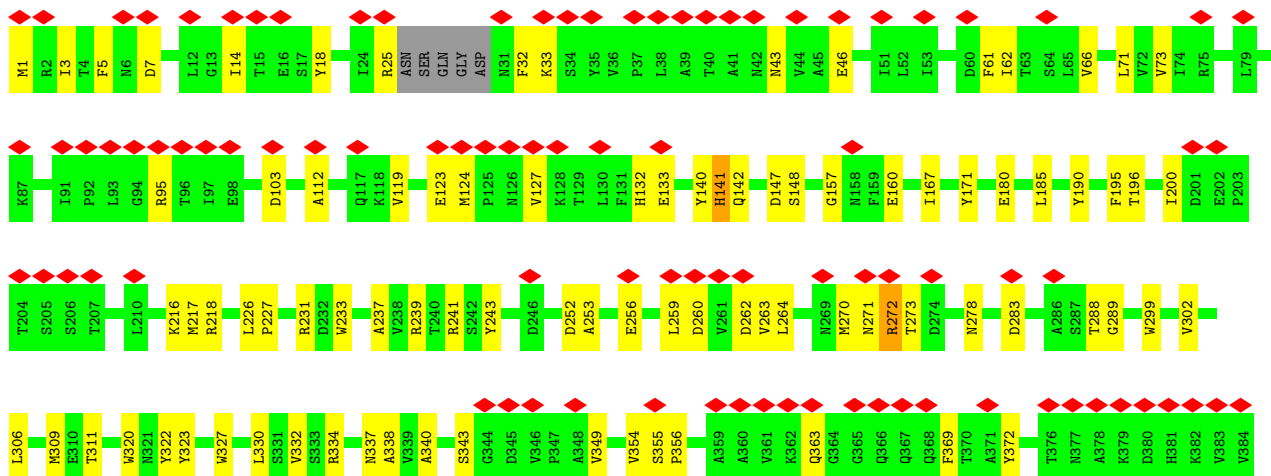 M1 R2 I3 T4 F5 N6 D7 L12 G13 I14 T15 E16 S17 Y18 I24 R25 ASN SER GLN GLY ASP N31 F32 K33 S34 Y35 V36 P37 L38 A39 T40 A41 N42 N43 V44 A45 E46 I51 L52 I53 D60 F61 I62 T63 S64 L65 V66 L71 V72 V73 I74 R75 L79
K87 I91 P92 L93 G94 R95 T96 I97 E98 D103 A112 Q117 K118 V119 E123 M124 P125 N126 V127 K128 T129 L130 F131 H132 E133 Y140 H141 Q142 D147 S148 G157 N158 F159 E160 I167 Y171 E180 L185 Y190 F195 T196 I200 D201 E202 P203
T204 S205 S206 T207 L210 K216 M217 R218 L226 P227 R231 D232 W233 A237 V238 R239 T240 R241 S242 Y243 D246 D252 A253 E256 L259 D260 V261 D262 V263 L264 N269 M270 N271 R272 T273 D274 N278 D283 A286 S287 T288 G289 W299 V302
L306 M309 E310 T311 W320 N321 Y322 Y323 W327 L330 S331 V332 S333 R334 N337 A338 V339 A340 S343 G344 D345 V346 P347 A348 V349 V354 S355 P356 A359 A360 V361 K362 Q363 G364 G365 Q366 Q367 Q368 F369 T370 A371 Y372 T376 N377 A378 K379 D380 H381 K382 V383 V384